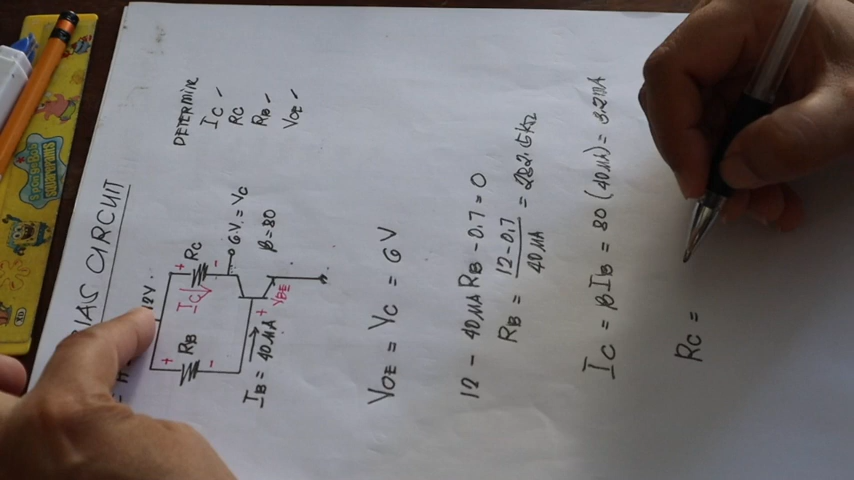 BIAS CIRCUIT
DETERMINE
IC ✓
RC
RB ✓
VCE ✓
12V
RB
RC
IC
6V = VC
β = 80
VBE
IB = 40μA
VCE = VC = 6V
12 - 40μA RB - 0.7 = 0
RB = 12-0.7 / 40μA = 282.5kΩ
IC = βIB = 80 (40μA) = 3.2mA
RC =
SpongeBob
SQUAREPANTS